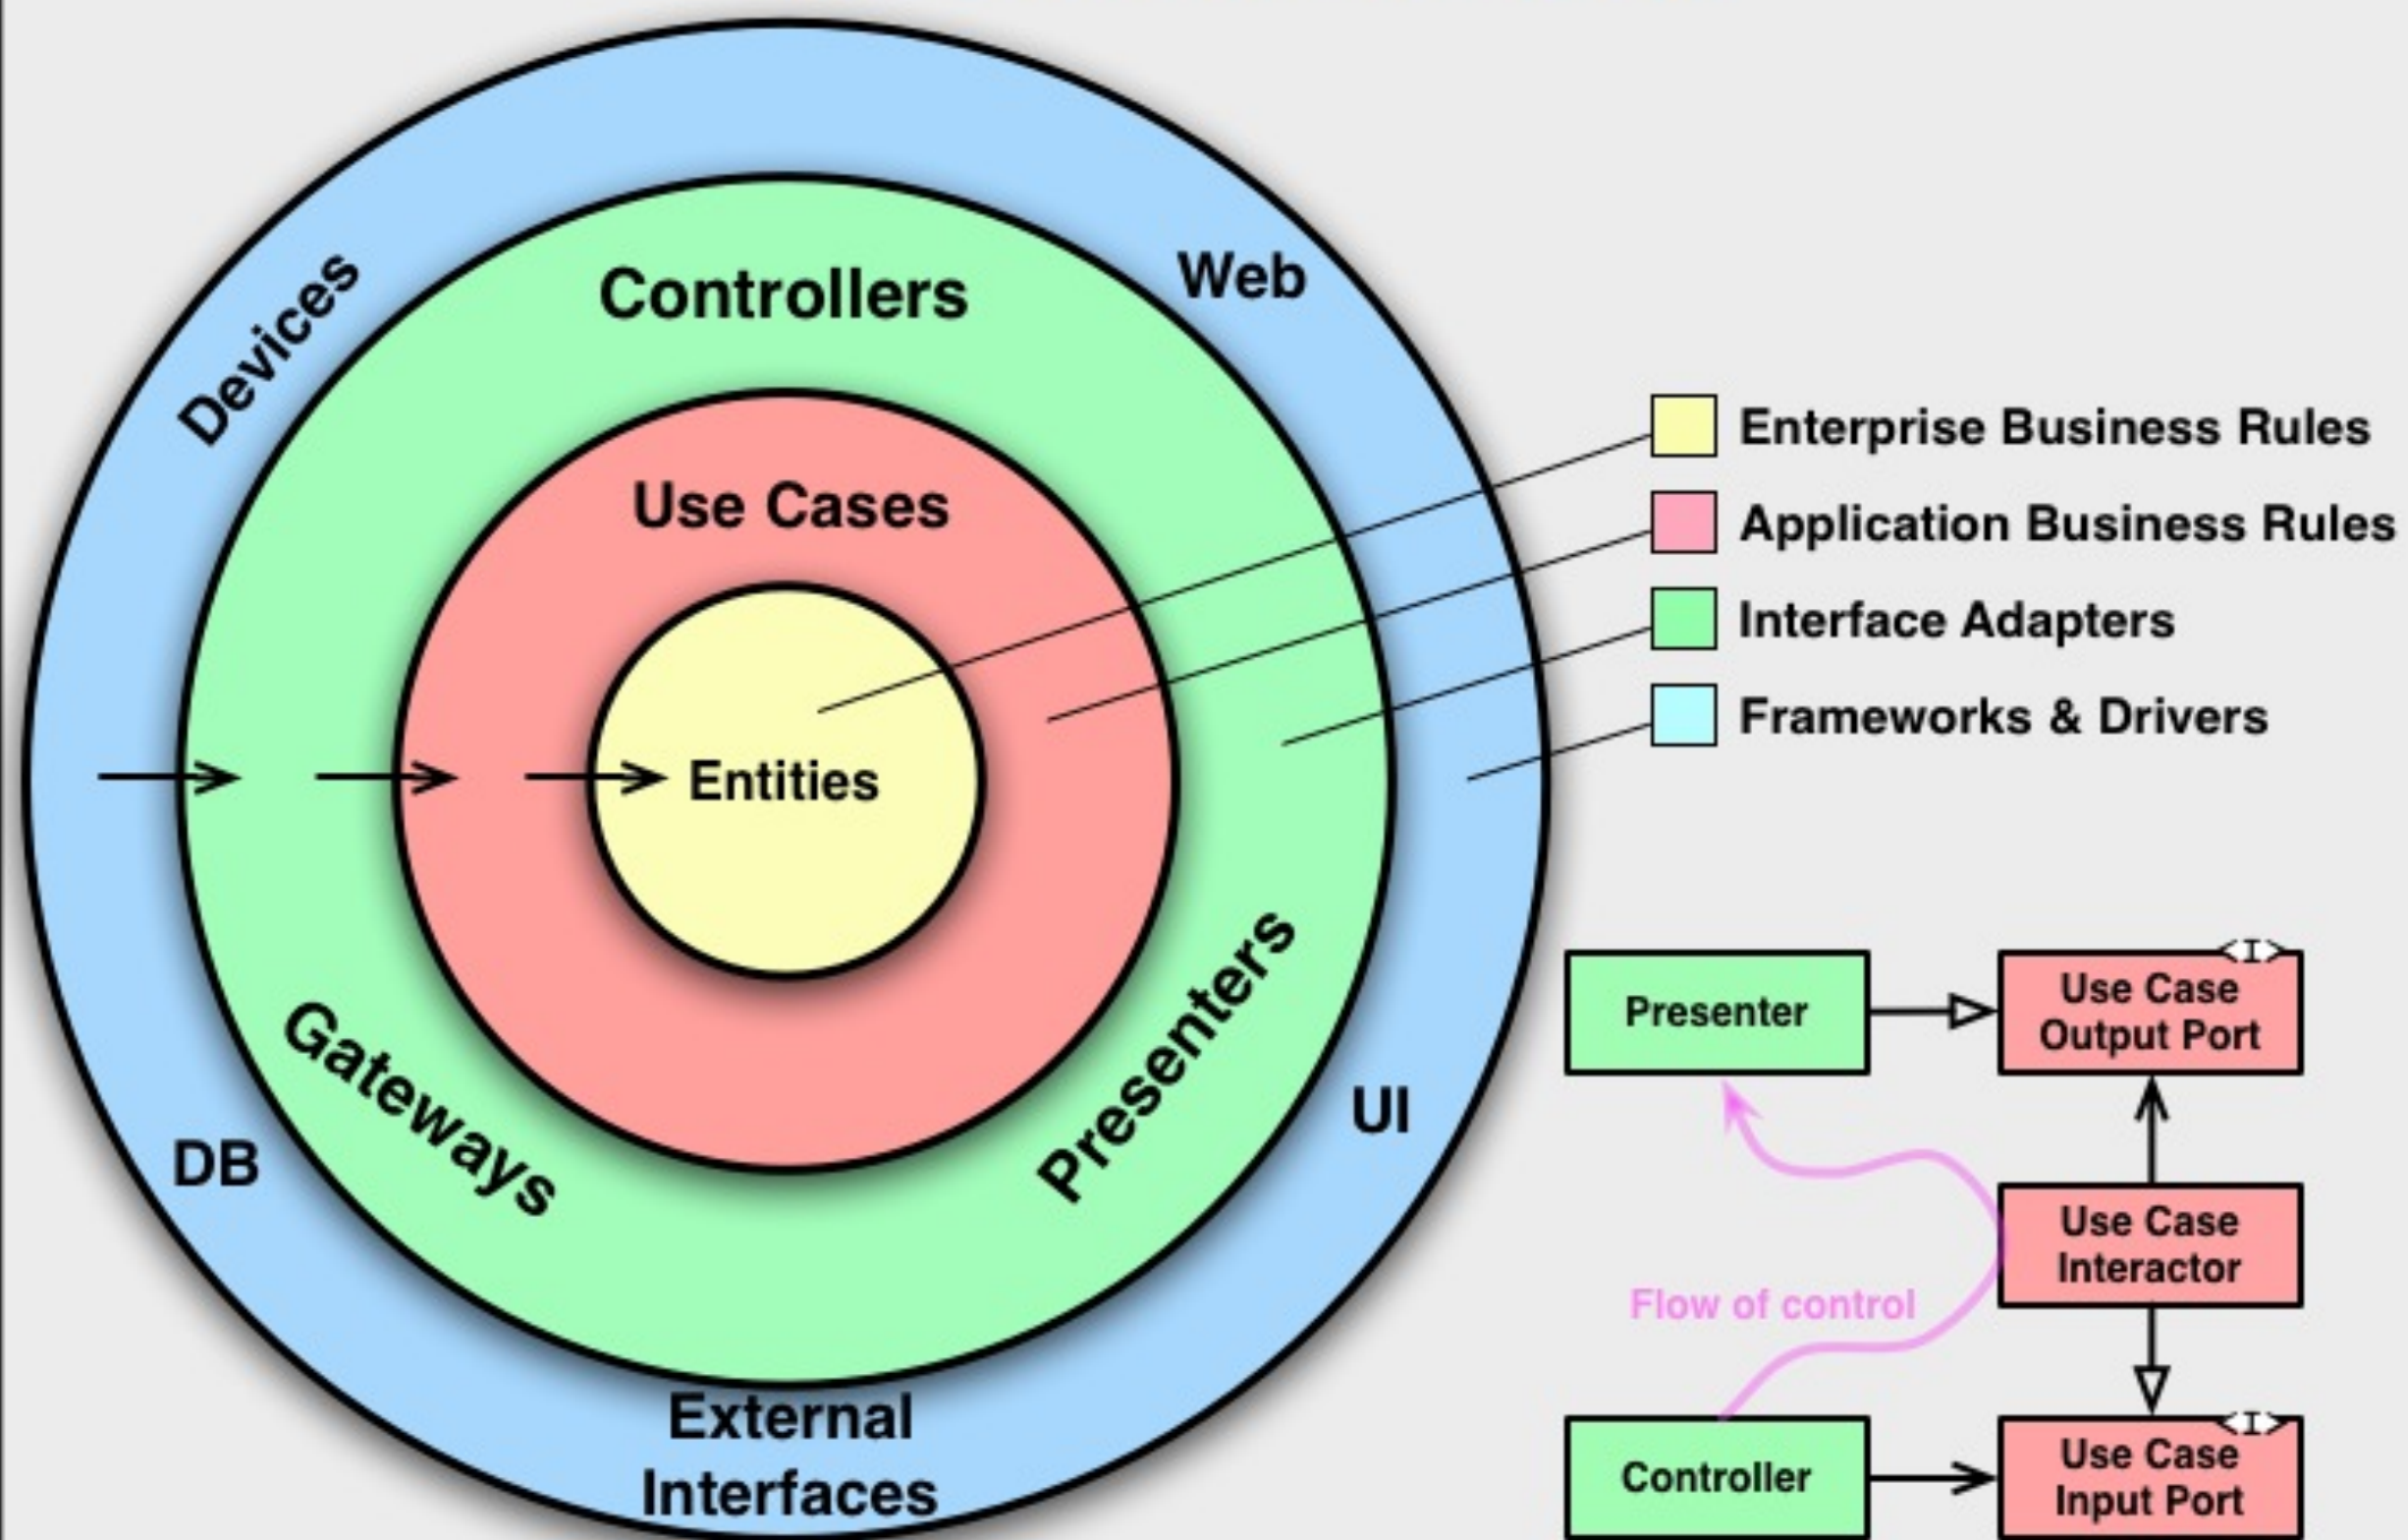 Devices
Controllers
Web
Use Cases
Entities
Gateways
Presenters
DB
UI
External
Interfaces
Enterprise Business Rules
Application Business Rules
Interface Adapters
Frameworks & Drivers
Presenter
<I>
Use Case
Output Port
Use Case
Interactor
Flow of control
Controller
<I>
Use Case
Input Port